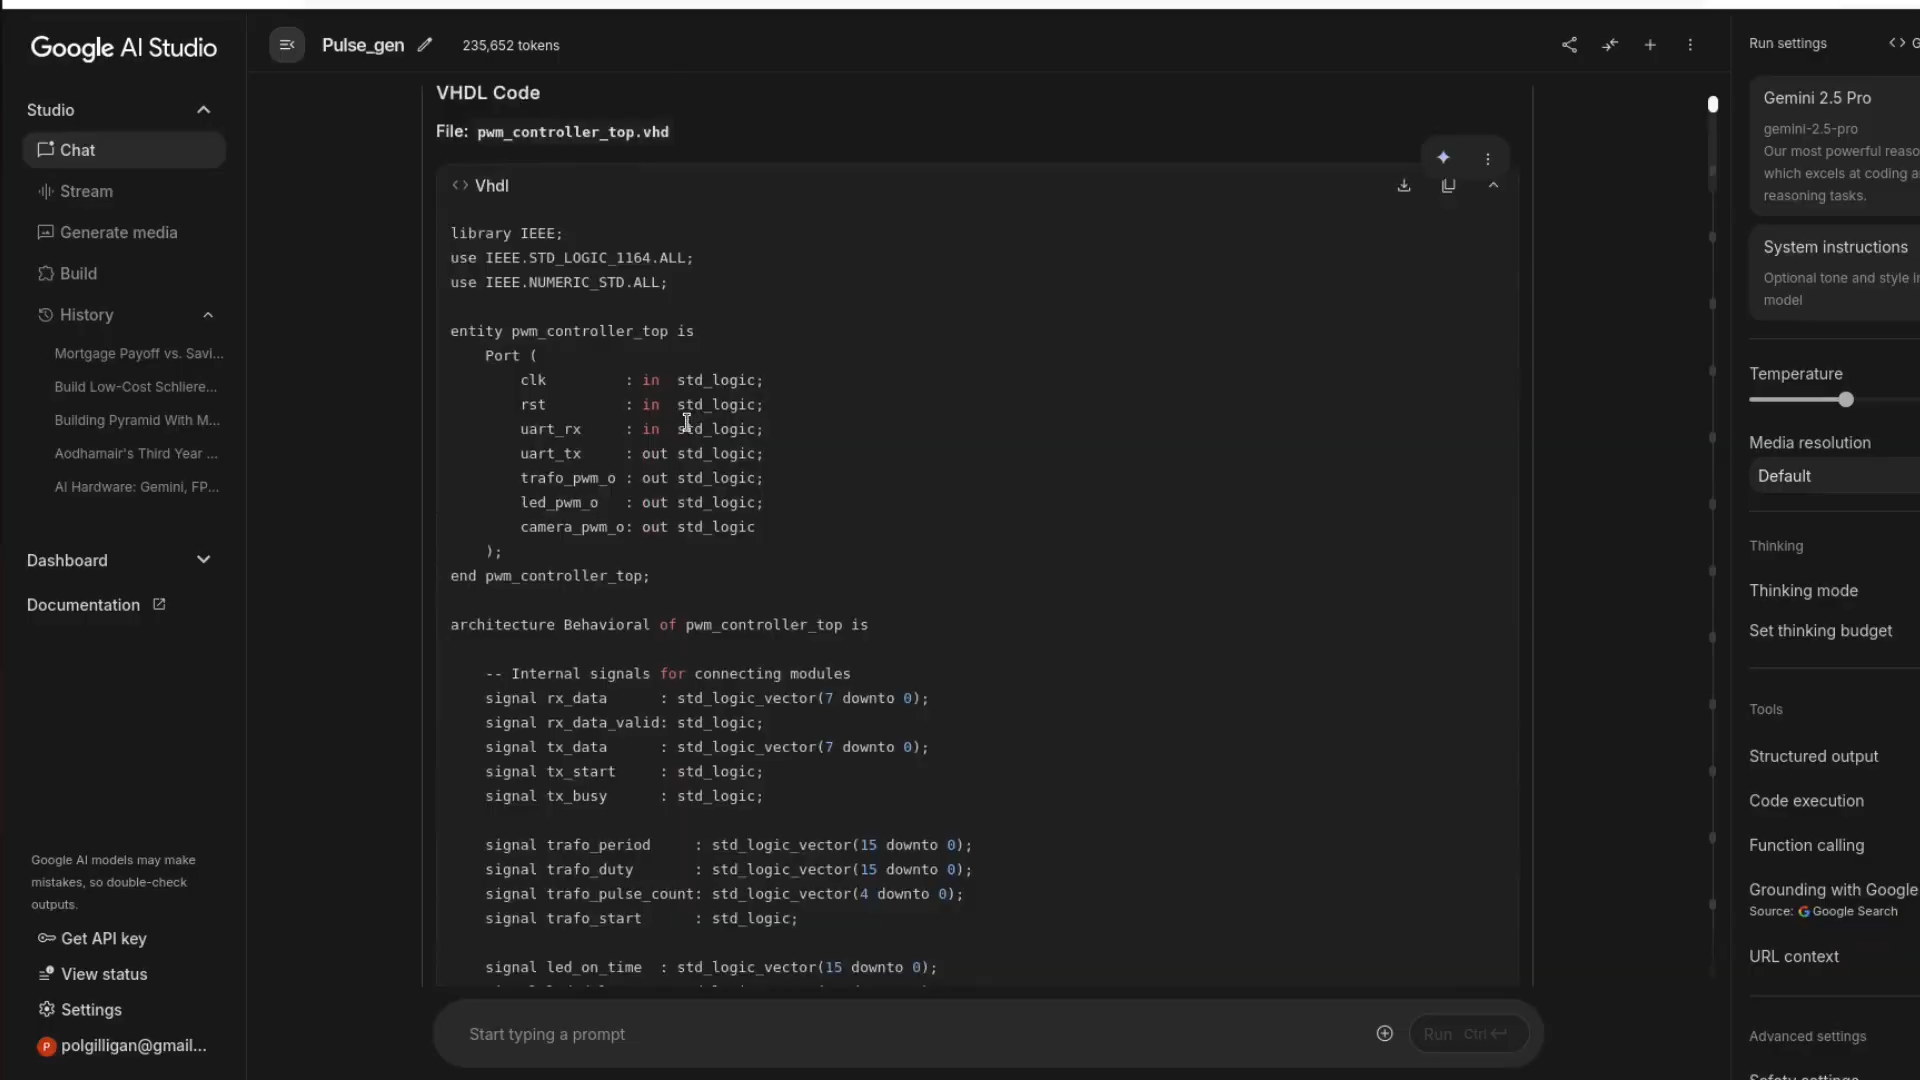 Google AI Studio
Studio
Chat
Stream
Generate media
Build
History
Mortgage Payoff vs. Savi...
Build Low-Cost Schliere...
Building Pyramid With M...
Aodhamair's Third Year ...
AI Hardware: Gemini, FP...
Dashboard
Documentation
Google AI models may make
mistakes, so double-check
outputs.
Get API key
View status
Settings
P polgilligan@gmail...
Pulse_gen 235,652 tokens
VHDL Code
File: pwm_controller_top.vhd
<> Vhdl
library IEEE;
use IEEE.STD_LOGIC_1164.ALL;
use IEEE.NUMERIC_STD.ALL;
entity pwm_controller_top is
    Port (
        clk         : in  std_logic;
        rst         : in  std_logic;
        uart_rx     : in  std_logic;
        uart_tx     : out std_logic;
        trafo_pwm_o : out std_logic;
        led_pwm_o   : out std_logic;
        camera_pwm_o: out std_logic
    );
end pwm_controller_top;
architecture Behavioral of pwm_controller_top is
    -- Internal signals for connecting modules
    signal rx_data      : std_logic_vector(7 downto 0);
    signal rx_data_valid: std_logic;
    signal tx_data      : std_logic_vector(7 downto 0);
    signal tx_start     : std_logic;
    signal tx_busy      : std_logic;
    signal trafo_period     : std_logic_vector(15 downto 0);
    signal trafo_duty       : std_logic_vector(15 downto 0);
    signal trafo_pulse_count: std_logic_vector(4 downto 0);
    signal trafo_start      : std_logic;
    signal led_on_time  : std_logic_vector(15 downto 0);
Start typing a prompt
Run Ctrl
Run settings <> G
Gemini 2.5 Pro
gemini-2.5-pro
Our most powerful reaso
which excels at coding a
reasoning tasks.
System instructions
Optional tone and style i
model
Temperature
Media resolution
Default
Thinking
Thinking mode
Set thinking budget
Tools
Structured output
Code execution
Function calling
Grounding with Google
Source: Google Search
URL context
Advanced settings